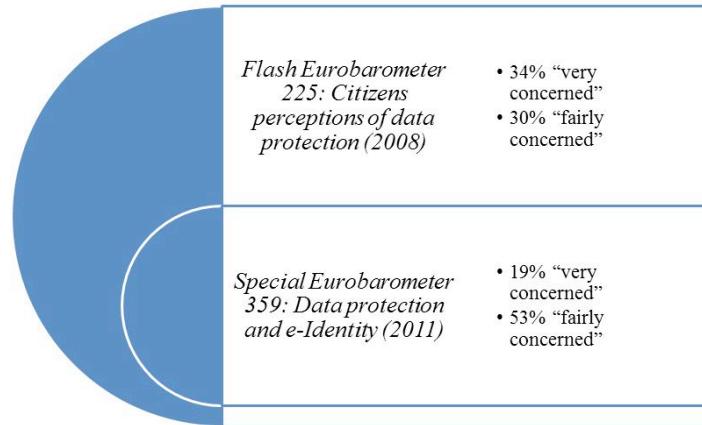 Flash Eurobarometer
225: Citizens
perceptions of data
protection (2008)
• 34% “very
concerned”
• 30% “fairly
concerned”
Special Eurobarometer
359: Data protection
and e-Identity (2011)
• 19% “very
concerned”
• 53% “fairly
concerned”